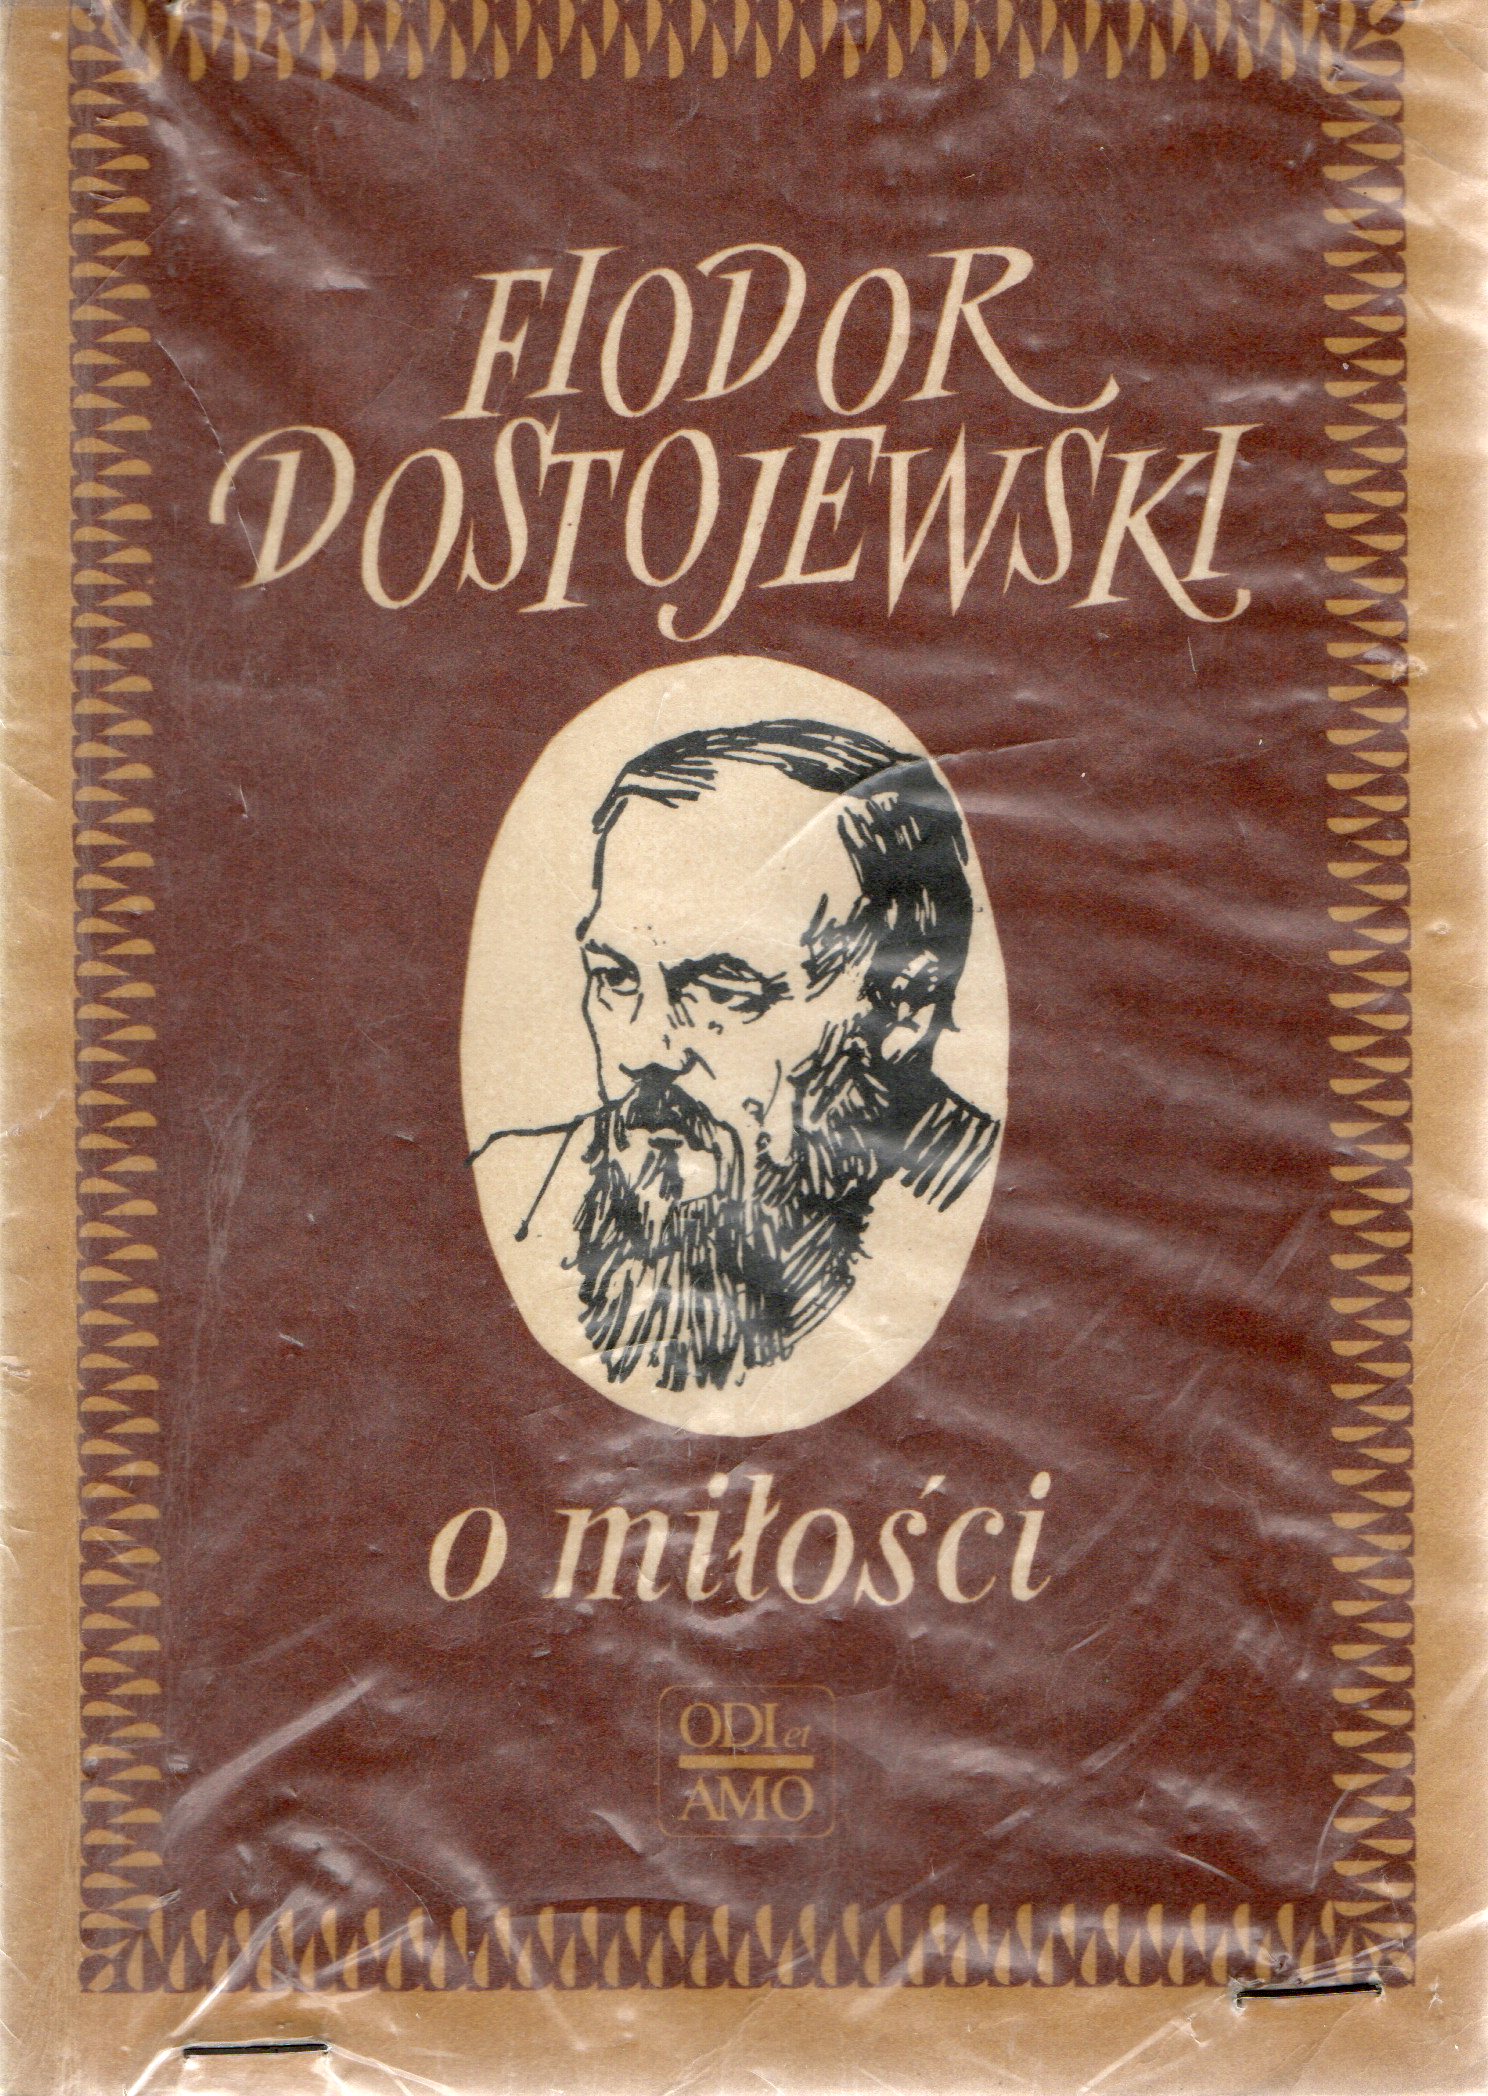 FIODOR
DOSTOJEWSKI
o miłości
ODI et
AMO